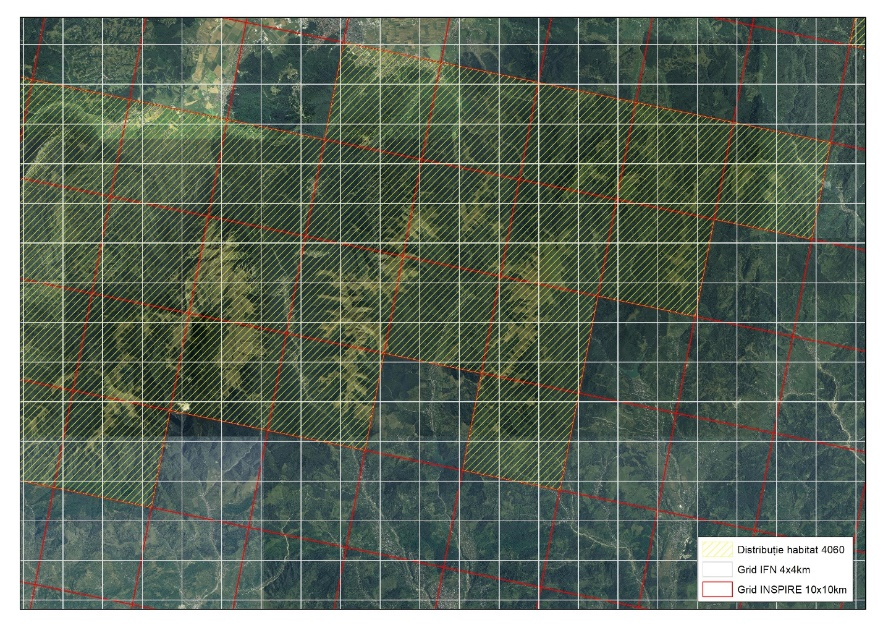 Distribuție habitat 4060
Grid IFN 4x4km
Grid INSPIRE 10x10km